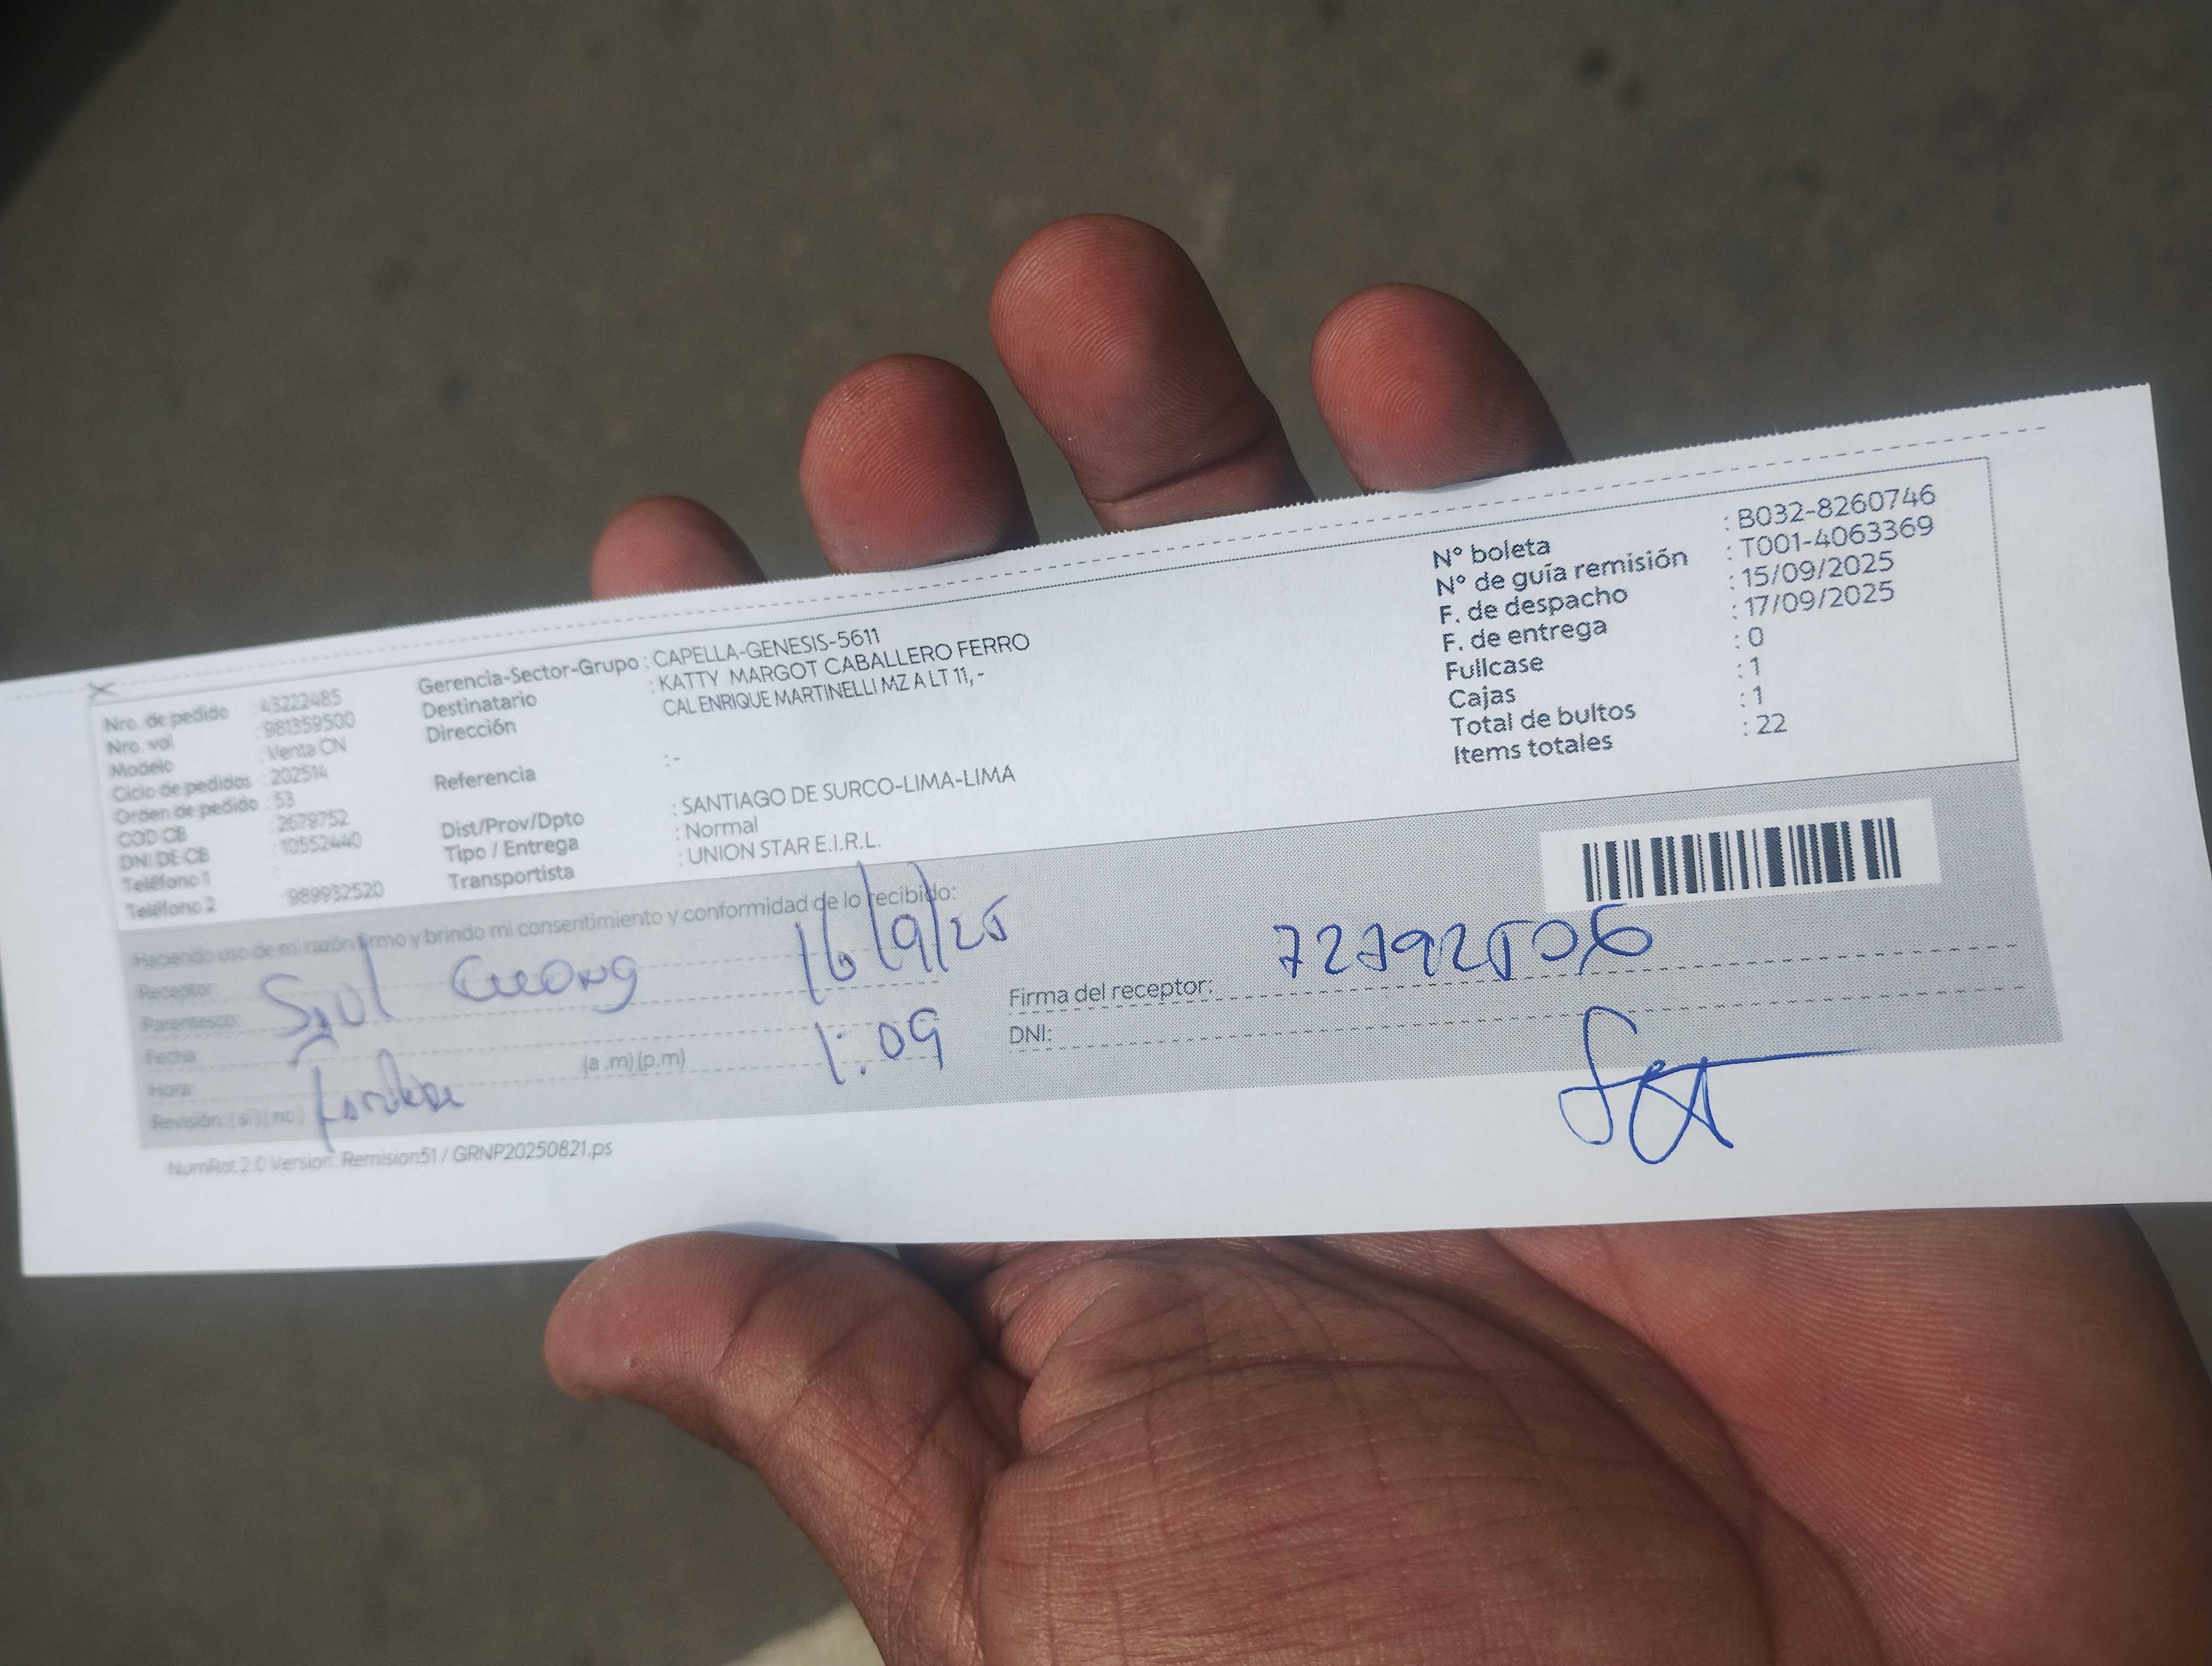 Nro. de pedido : 43222485
Nro. vol : 981359500
Modelo : Venta CN
Ciclo de pedidos : 202514
Orden de pedido : 53
COD CB : 2679752
DNI DE CB : 10552440
Teléfono 1 :
Teléfono 2 : 989932520
Gerencia-Sector-Grupo : CAPELLA-GENESIS-5611
Destinatario : KATTY MARGOT CABALLERO FERRO
Dirección CAL ENRIQUE MARTINELLI MZ A LT 11, -
Referencia : -
Dist/Prov/Dpto : SANTIAGO DE SURCO-LIMA-LIMA
Tipo / Entrega : Normal
Transportista : UNION STAR E.I.R.L.
N° boleta : B032-8260746
N° de guía remisión : T001-4063369
F. de despacho : 15/09/2025
F. de entrega : 17/09/2025
Fullcase : 0
Cajas : 1
Total de bultos : 1
Items totales : 22
Haciendo uso de mi razón firmo y brindo mi consentimiento y conformidad de lo recibido:
Receptor:
Parentesco:
Fecha: 16/9/25
Hora: (a .m) (p.m) 1:09
Revisión: ( si ) ( no )
Firma del receptor:
DNI:
NumRot 2.0 Version: Remision51 / GRNP20250821.ps